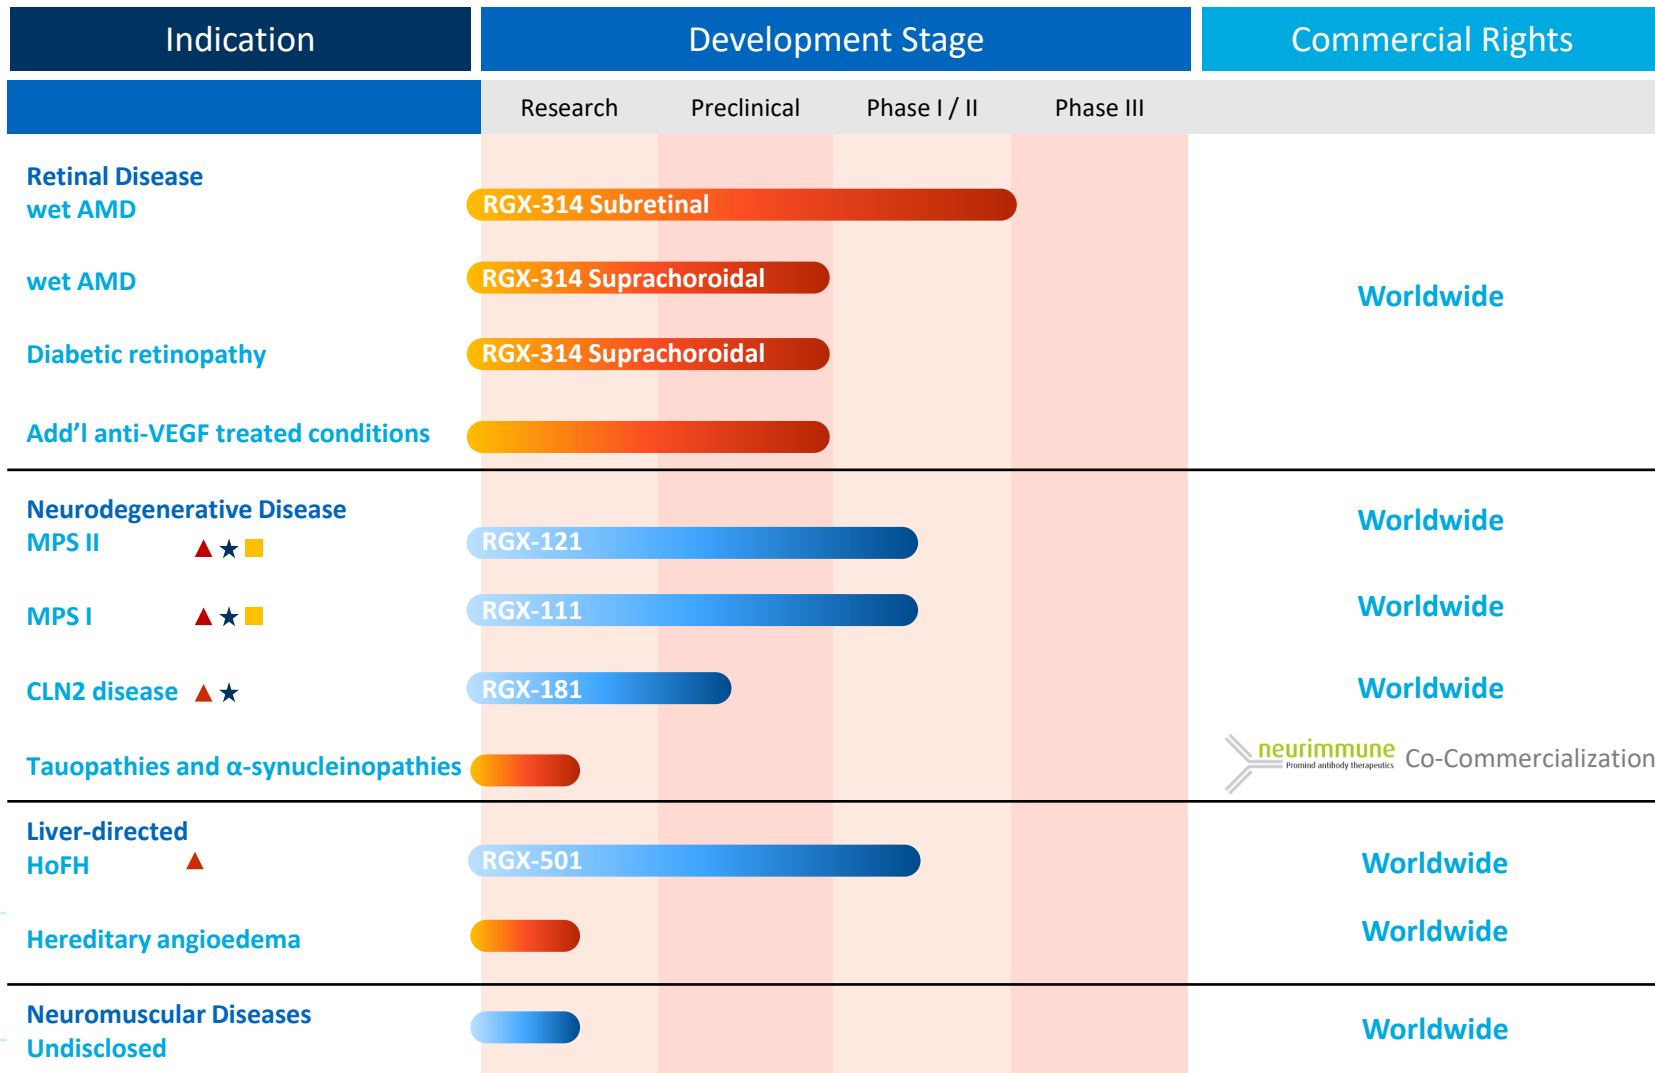 Indication
Development Stage
Commercial Rights
Research
Preclinical
Phase I / II
Phase III
Retinal Disease
wet AMD
RGX-314 Subretinal
wet AMD
RGX-314 Suprachoroidal
Worldwide
Diabetic retinopathy
RGX-314 Suprachoroidal
Add’l anti-VEGF treated conditions
Neurodegenerative Disease
MPS II
RGX-121
Worldwide
MPS I
RGX-111
Worldwide
CLN2 disease
RGX-181
Worldwide
Tauopathies and α-synucleinopathies
neurimmune
Promind antibody therapeutics
Co-Commercialization
Liver-directed
HoFH
RGX-501
Worldwide
Hereditary angioedema
Worldwide
Neuromuscular Diseases
Undisclosed
Worldwide